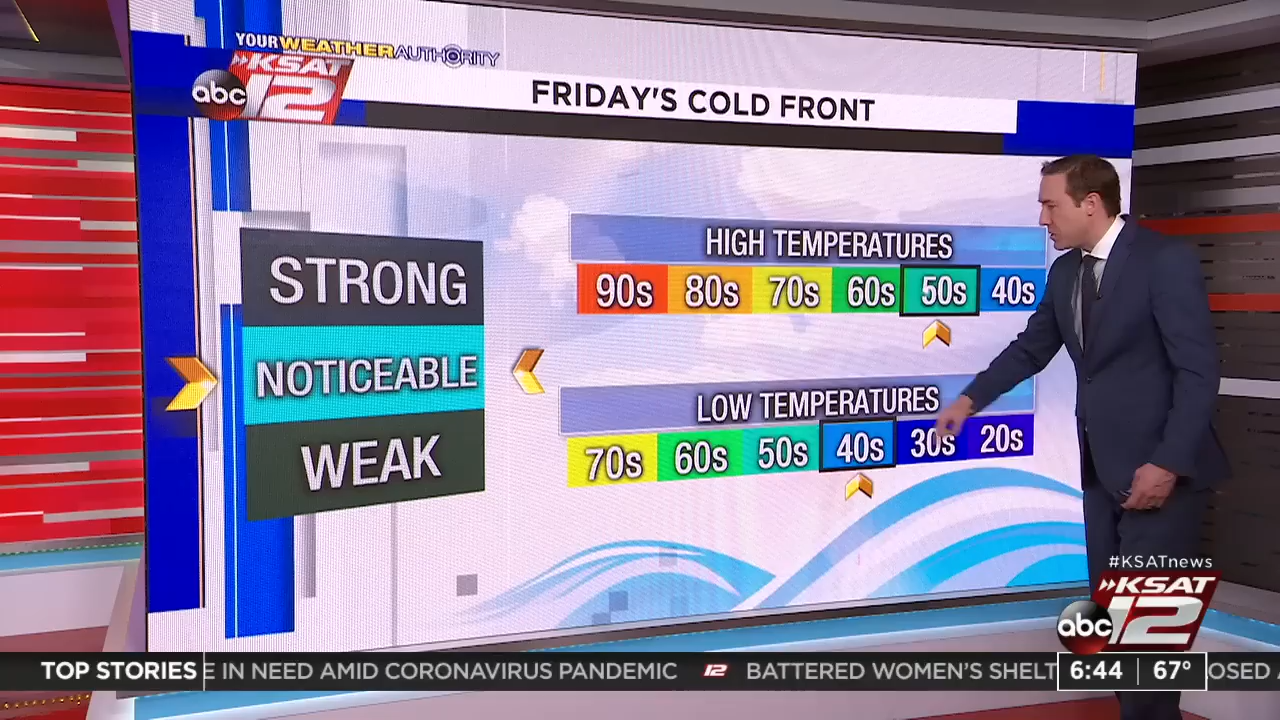 YOUR WEATHER AUTHORITY
abc KSAT 12
FRIDAY'S COLD FRONT
STRONG
NOTICEABLE
WEAK
HIGH TEMPERATURES
90s 80s 70s 60s 50s 40s
LOW TEMPERATURES
70s 60s 50s 40s 30s 20s
#KSATnews
abc KSAT 12
TOP STORIES E IN NEED AMID CORONAVIRUS PANDEMIC 12 BATTERED WOMEN'S SHELT 6:44 67° OSED A